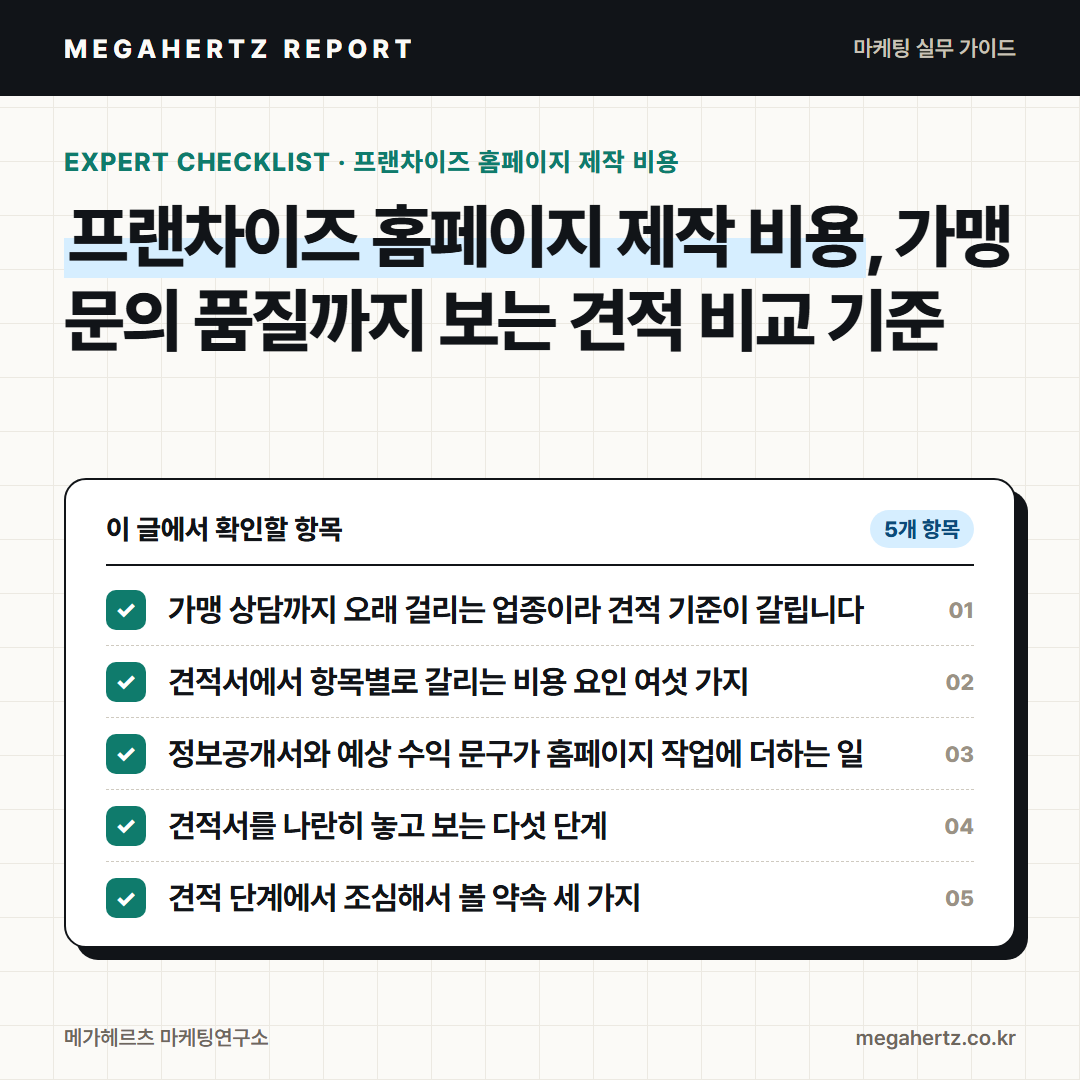 MEGAHERTZ REPORT
마케팅 실무 가이드
EXPERT CHECKLIST · 프랜차이즈 홈페이지 제작 비용
프랜차이즈 홈페이지 제작 비용, 가맹
문의 품질까지 보는 견적 비교 기준
이 글에서 확인할 항목
5개 항목
가맹 상담까지 오래 걸리는 업종이라 견적 기준이 갈립니다 01
견적서에서 항목별로 갈리는 비용 요인 여섯 가지 02
정보공개서와 예상 수익 문구가 홈페이지 작업에 더하는 일 03
견적서를 나란히 놓고 보는 다섯 단계 04
견적 단계에서 조심해서 볼 약속 세 가지 05
메가헤르츠 마케팅연구소
megahertz.co.kr